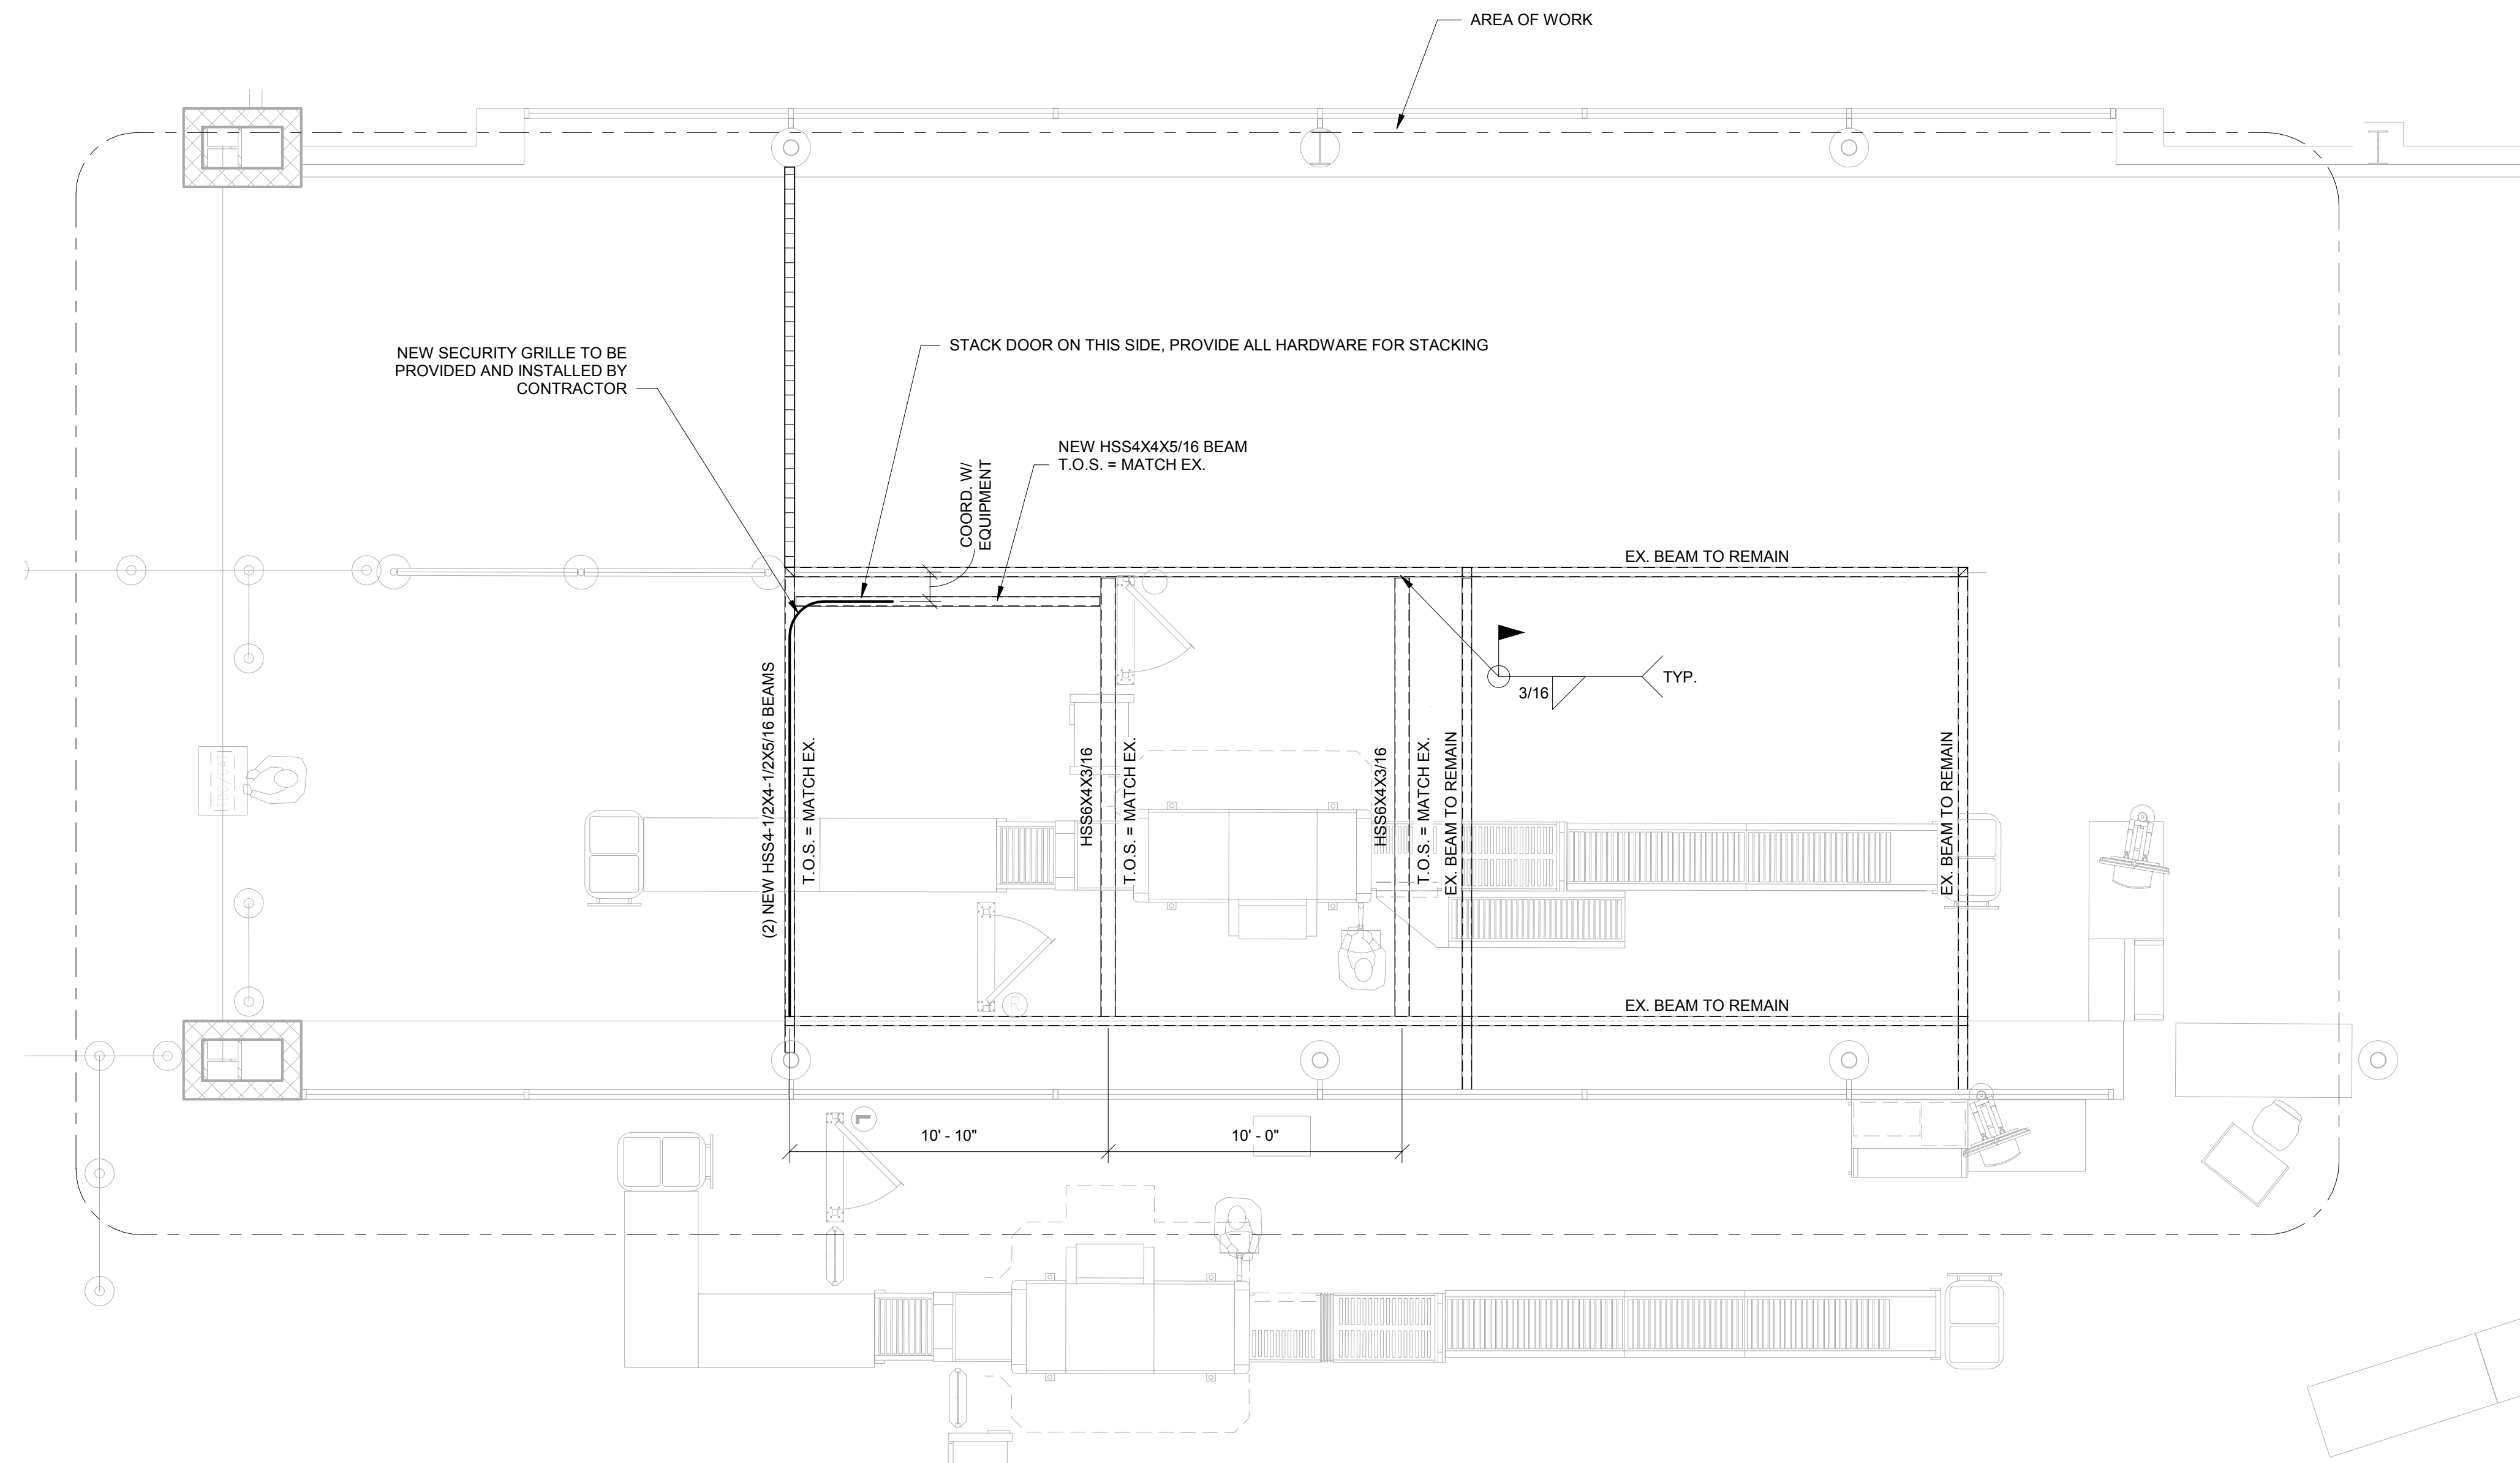 AREA OF WORK
NEW SECURITY GRILLE TO BE
PROVIDED AND INSTALLED BY
CONTRACTOR
STACK DOOR ON THIS SIDE, PROVIDE ALL HARDWARE FOR STACKING
COORD. W/
EQUIPMENT
NEW HSS4X4X5/16 BEAM
T.O.S. = MATCH EX.
EX. BEAM TO REMAIN
3/16
TYP.
(2) NEW HSS4-1/2X4-1/2X5/16 BEAMS
T.O.S. = MATCH EX.
HSS6X4X3/16
T.O.S. = MATCH EX.
HSS6X4X3/16
T.O.S. = MATCH EX.
EX. BEAM TO REMAIN
EX. BEAM TO REMAIN
R
EX. BEAM TO REMAIN
L
10' - 10"
10' - 0"